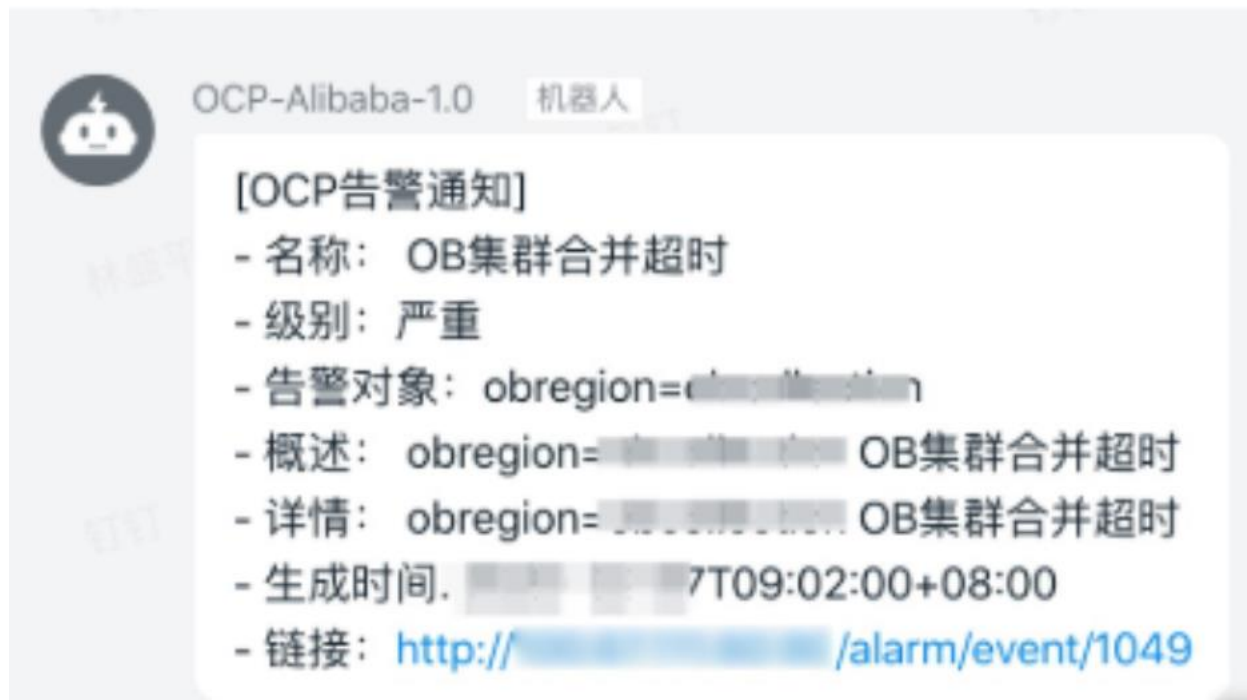 OCP-Alibaba-1.0 机器人
[OCP告警通知]
- 名称： OB集群合并超时
- 级别：严重
- 告警对象：obregion=
- 概述： obregion= OB集群合并超时
- 详情： obregion= OB集群合并超时
- 生成时间. 7T09:02:00+08:00
- 链接：http:// /alarm/event/1049
钉钉